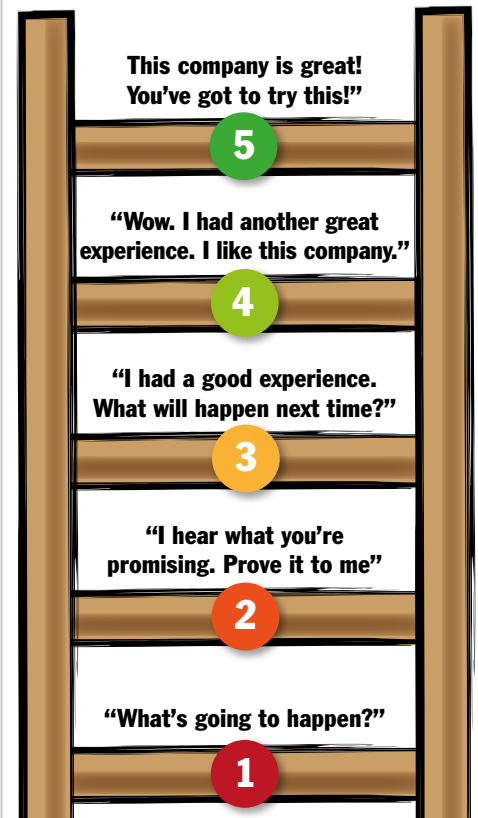 This company is great!
You’ve got to try this!”
5
“Wow. I had another great
experience. I like this company.”
4
“I had a good experience.
What will happen next time?”
3
“I hear what you’re
promising. Prove it to me”
2
“What’s going to happen?”
1